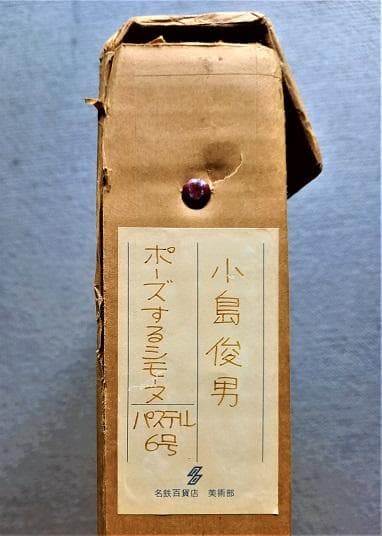 小島俊男
ポーズするシモーヌ
パステル
6号
名鉄百貨店 美術部